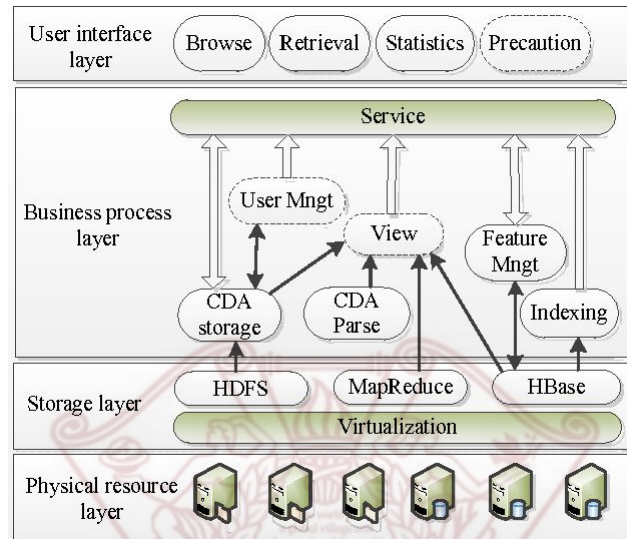 User interface
layer
Browse
Retrieval
Statistics
Precaution
Service
Business process
layer
User Mngt
View
Feature
Mngt
CDA
storage
CDA
Parse
Indexing
Storage layer
HDFS
MapReduce
HBase
Virtualization
Physical resource
layer